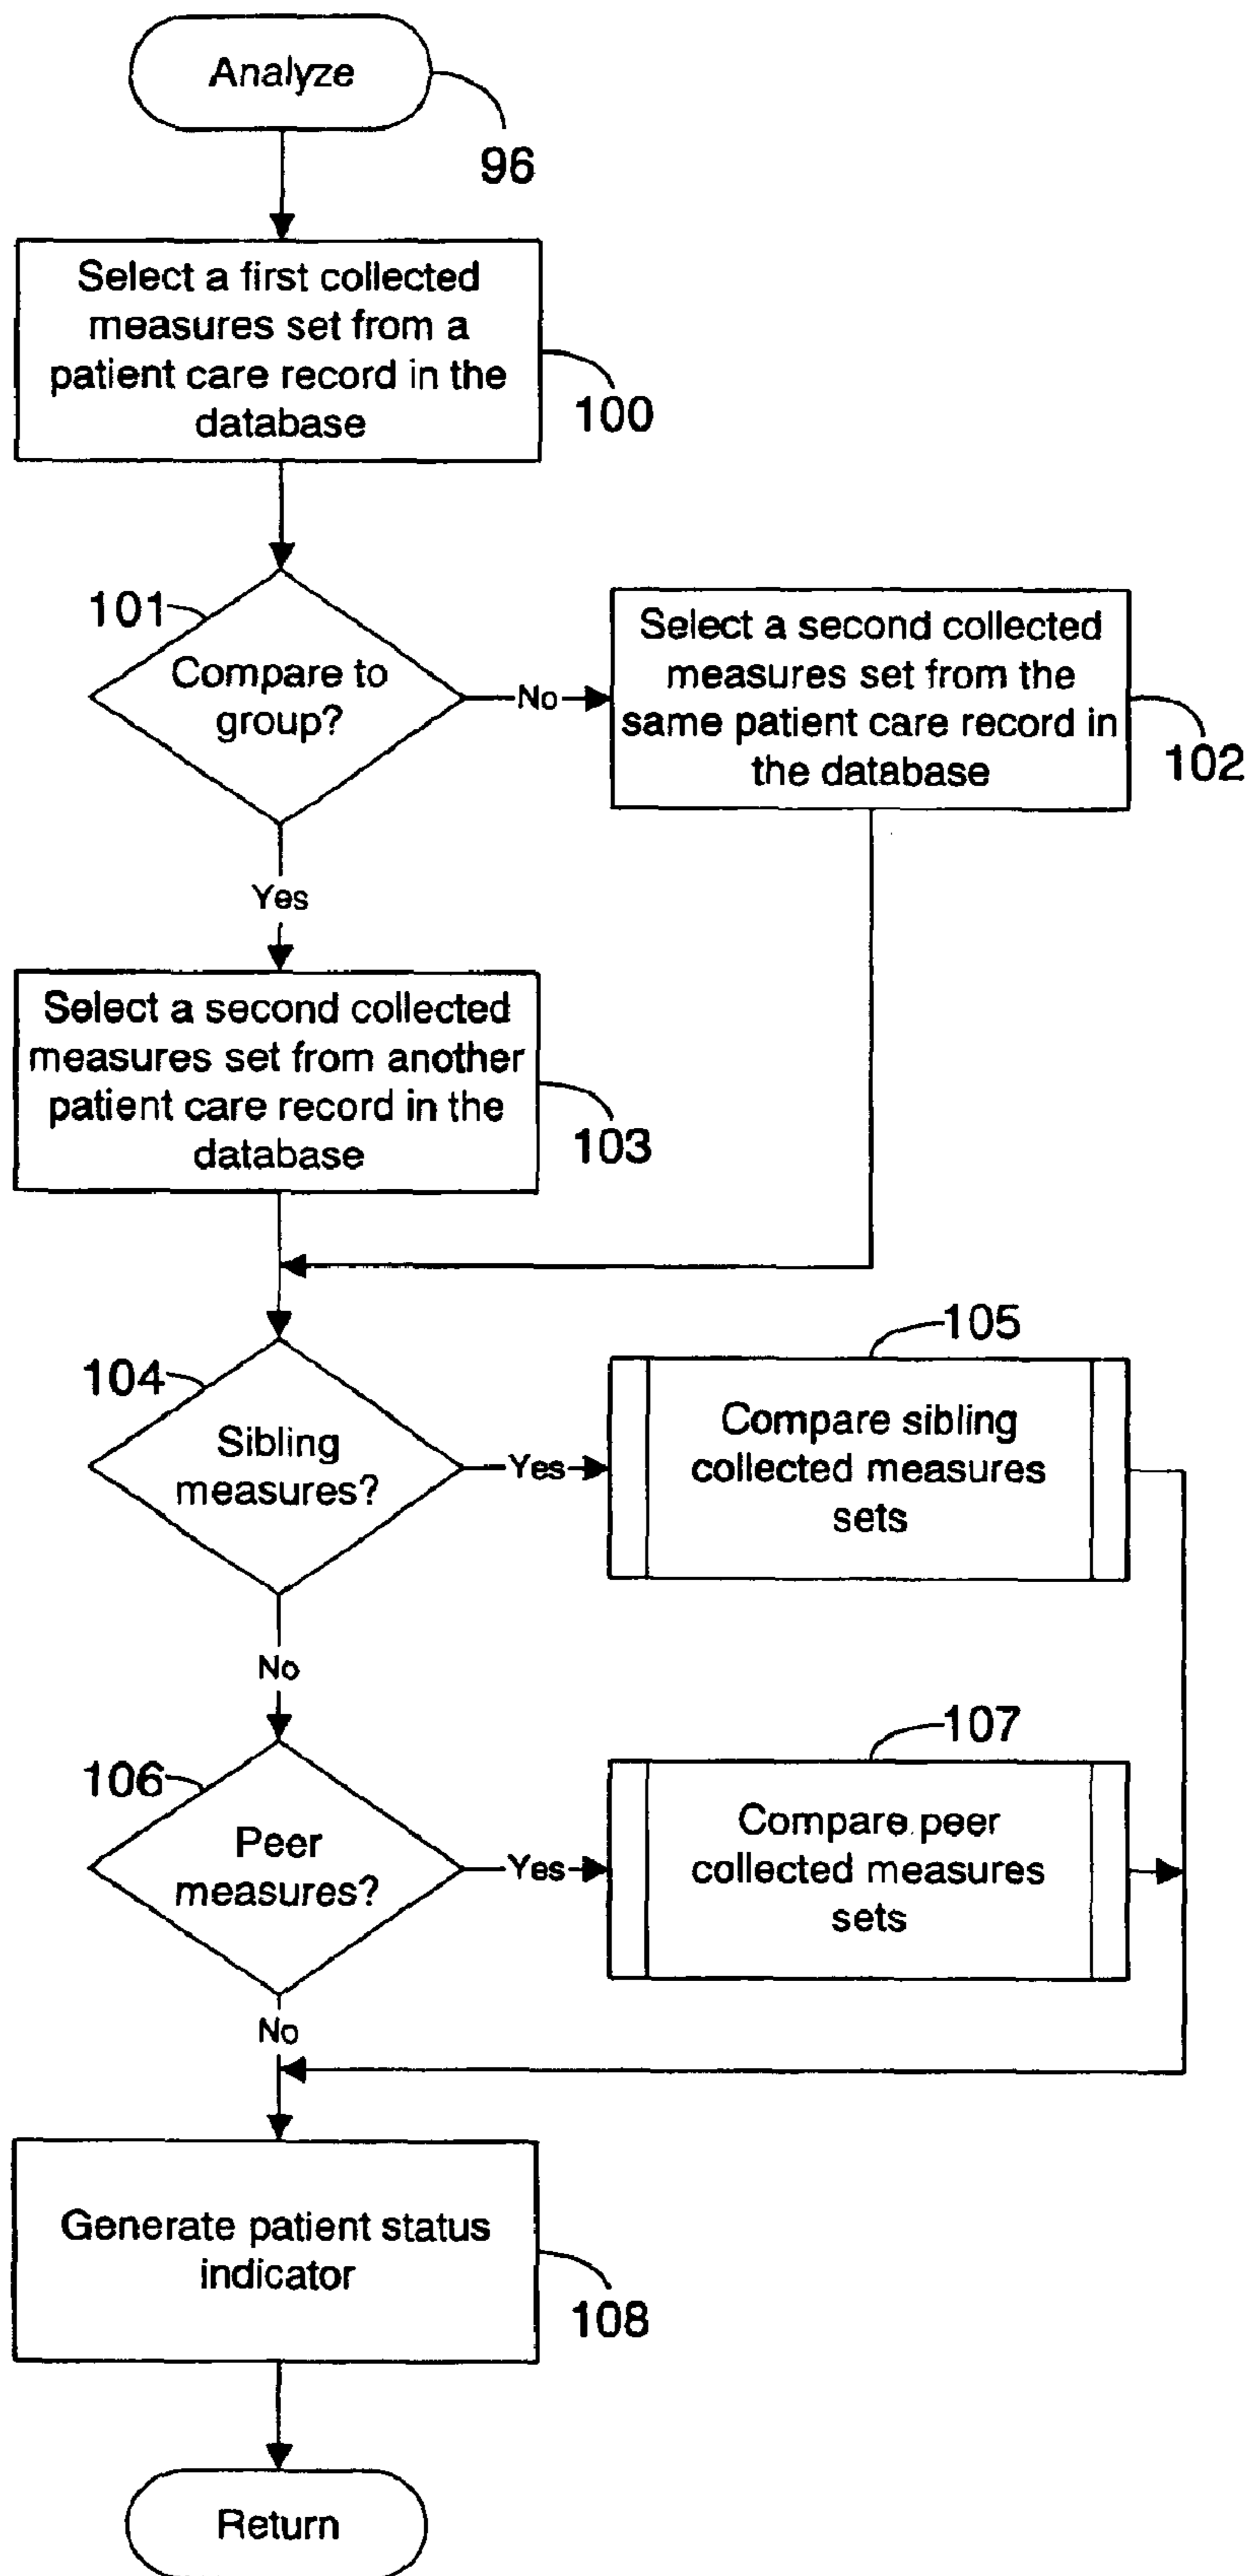 Analyze
96
Select a first collected
measures set from a
patient care record in the
database
100
101
Compare to
group?
No
Select a second collected
measures set from the
same patient care record in
the database
102
Yes
Select a second collected
measures set from another
patient care record in the
database
103
104
Sibling
measures?
Yes
105
Compare sibling
collected measures
sets
No
106
Peer
measures?
Yes
107
Compare peer
collected measures
sets
No
Generate patient status
indicator
108
Return